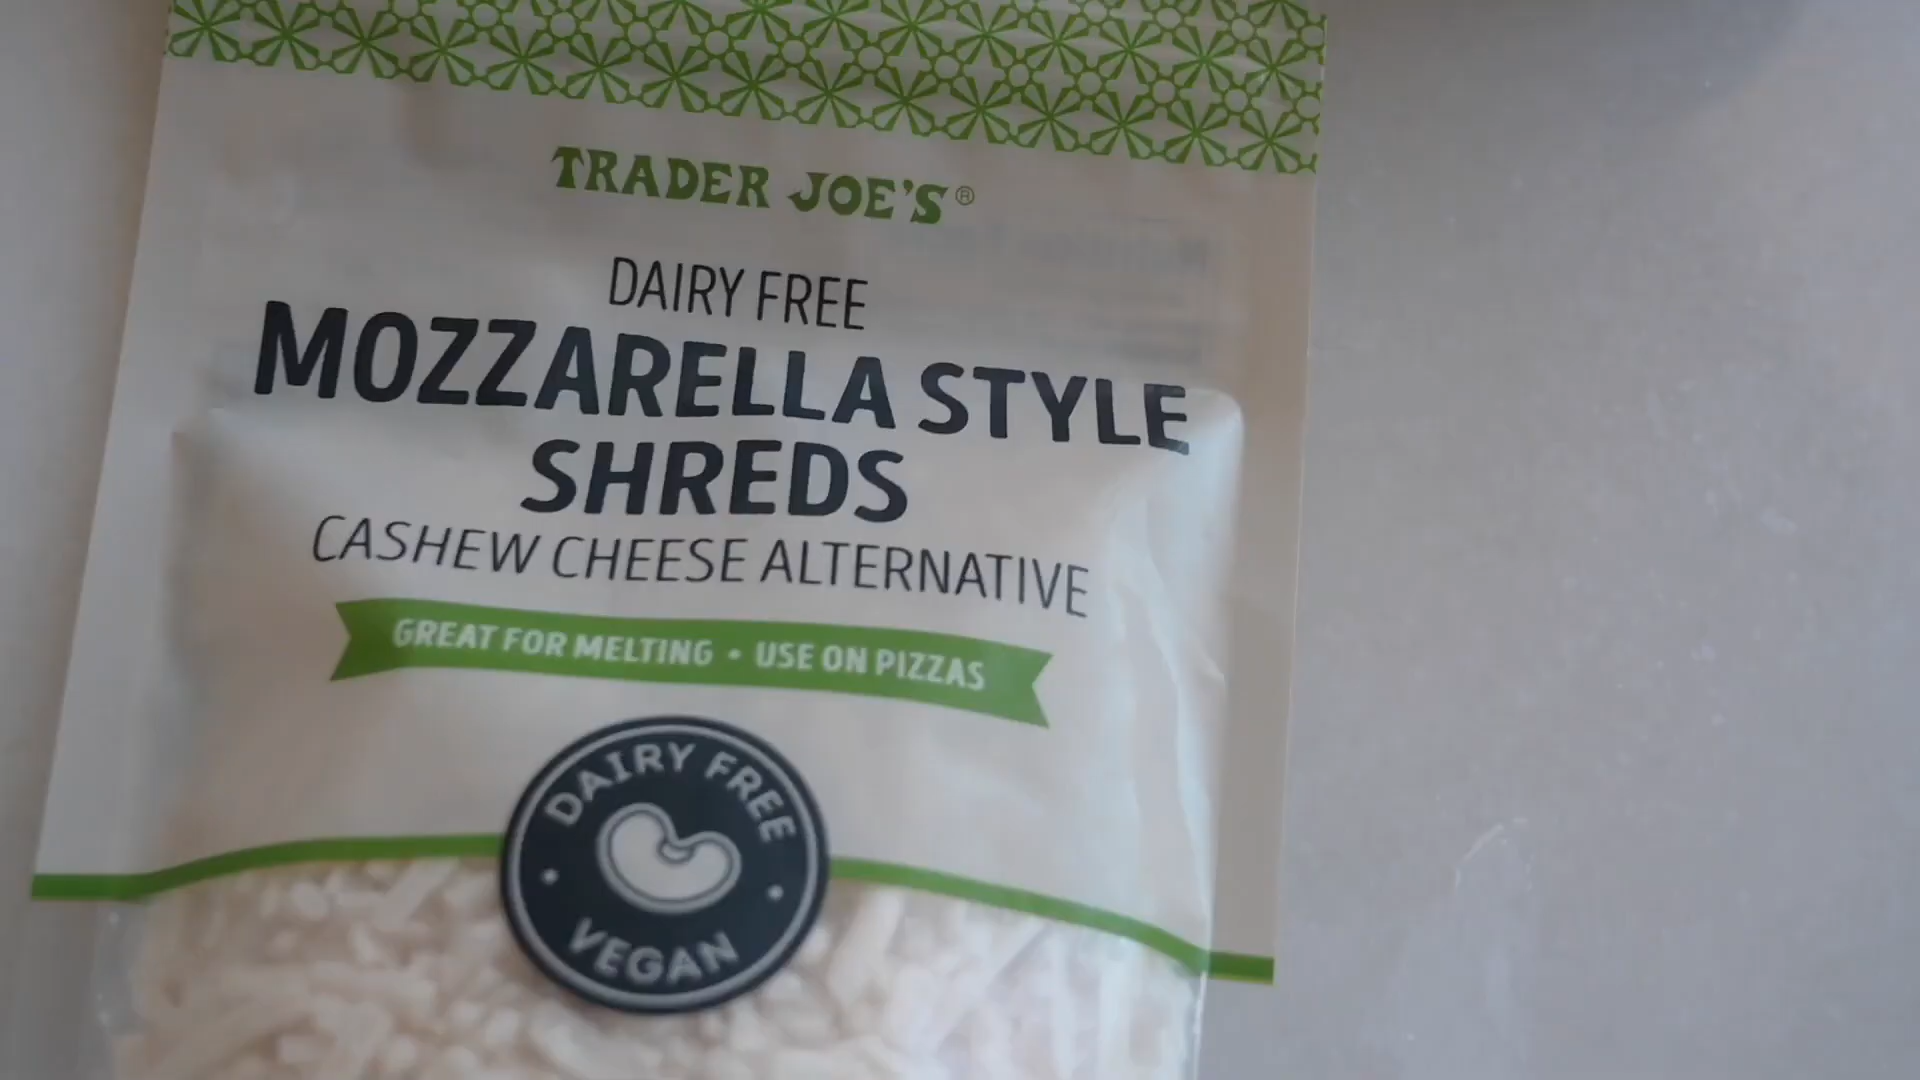 TRADER JOE'S®
DAIRY FREE
MOZZARELLA STYLE
SHREDS
CASHEW CHEESE ALTERNATIVE
GREAT FOR MELTING • USE ON PIZZAS
DAIRY FREE
• VEGAN •